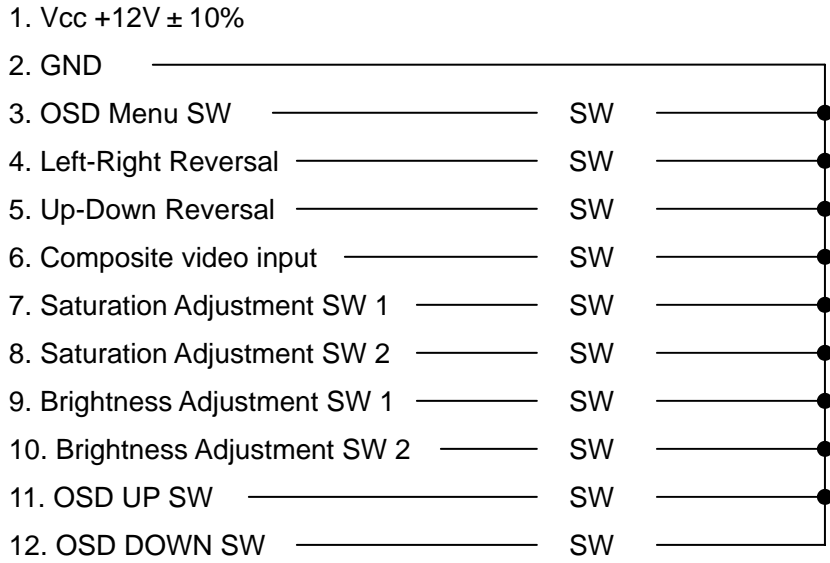 1. Vcc +12V ± 10%
2. GND
3. OSD Menu SW SW
4. Left-Right Reversal SW
5. Up-Down Reversal SW
6. Composite video input SW
7. Saturation Adjustment SW 1 SW
8. Saturation Adjustment SW 2 SW
9. Brightness Adjustment SW 1 SW
10. Brightness Adjustment SW 2 SW
11. OSD UP SW SW
12. OSD DOWN SW SW